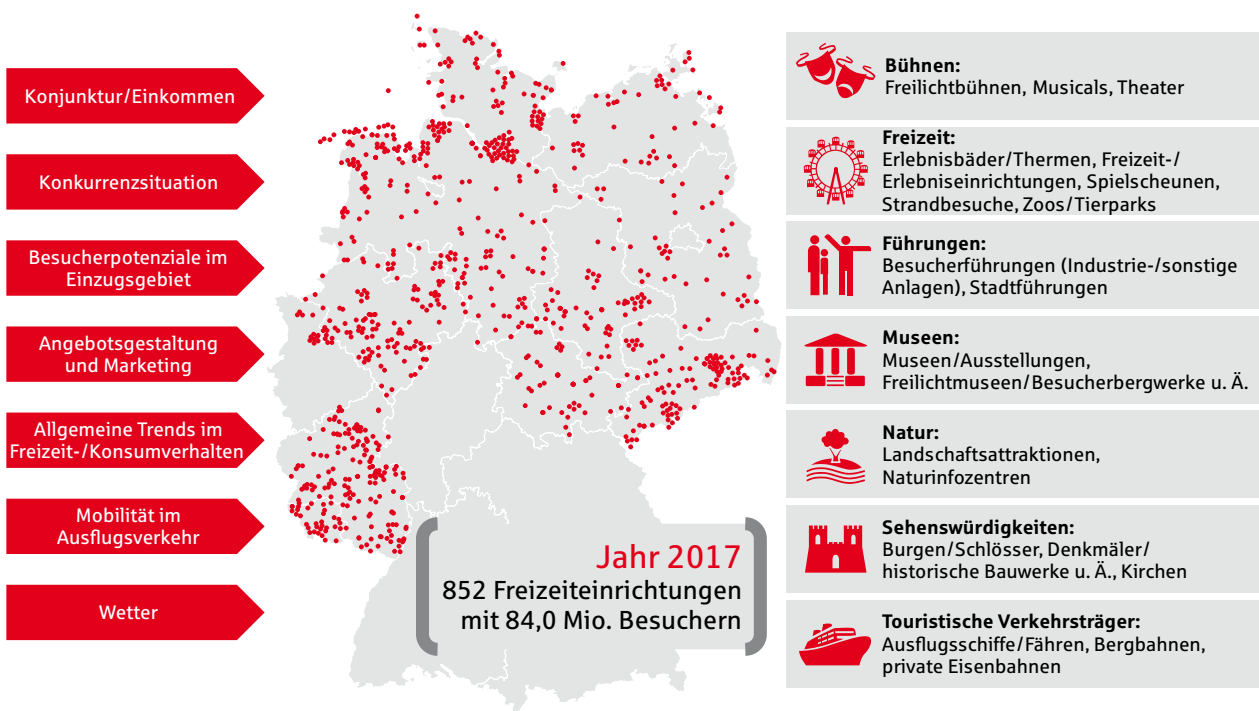 Konjunktur/Einkommen
Konkurrenzsituation
Besucherpotenziale im
Einzugsgebiet
Angebotsgestaltung
und Marketing
Allgemeine Trends im
Freizeit-/Konsumverhalten
Mobilität im
Ausflugsverkehr
Wetter
Jahr 2017
852 Freizeiteinrichtungen
mit 84,0 Mio. Besuchern
Bühnen:
Freilichtbühnen, Musicals, Theater
Freizeit:
Erlebnisbäder/Thermen, Freizeit-/
Erlebniseinrichtungen, Spielscheunen,
Strandbesuche, Zoos/Tierparks
Führungen:
Besucherführungen (Industrie-/sonstige
Anlagen), Stadtführungen
Museen:
Museen/Ausstellungen,
Freilichtmuseen/Besucherbergwerke u. Ä.
Natur:
Landschaftsattraktionen,
Naturinfozentren
Sehenswürdigkeiten:
Burgen/Schlösser, Denkmäler/
historische Bauwerke u. Ä., Kirchen
Touristische Verkehrsträger:
Ausflugsschiffe/Fähren, Bergbahnen,
private Eisenbahnen